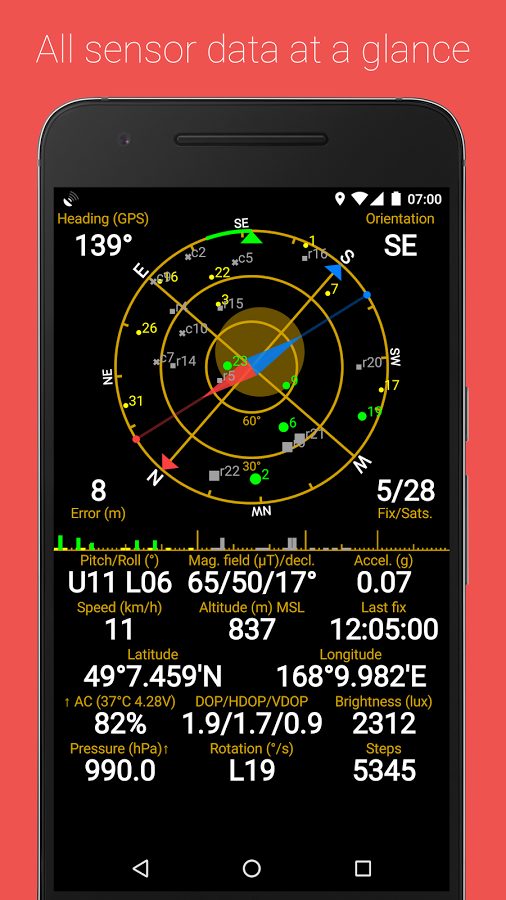 All sensor data at a glance
07:00
Heading (GPS) Orientation
139° SE
SE
1
c2 r16 S
c5
E c9 16 22 7
3 r15
r4
26 c10
c7 r14 23 r20 SW
NE r5 9 17
31 19
60° 6
r21
N 30° W
r22 2
8 NW 5/28
Error (m) Fix/Sats.
Pitch/Roll (°) Mag. field (µT)/decl. Accel. (g)
U11 L06 65/50/17° 0.07
Speed (km/h) Altitude (m) MSL Last fix
11 837 12:05:00
Latitude Longitude
49°7.459'N 168°9.982'E
↑ AC (37°C 4.28V) DOP/HDOP/VDOP Brightness (lux)
82% 1.9/1.7/0.9 2312
Pressure (hPa)↑ Rotation (°/s) Steps
990.0 L19 5345